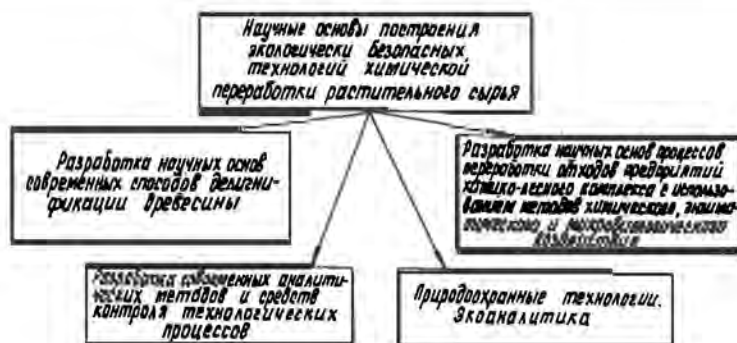 Научные основы построения
экологически безопасных
технологий химической
переработки растительного сырья
Разработка научных основ
современных способов делигни-
фикации древесины
Разработка научных основ процессов
переработки отходов предприятий
химико-лесного комплекса с использо-
ванием методов химического, энзима-
тического и микробиологического
воздействия
Разработка современных аналити-
ческих методов и средств
контроля технологических
процессов
Природоохранные технологии.
Экоаналитика